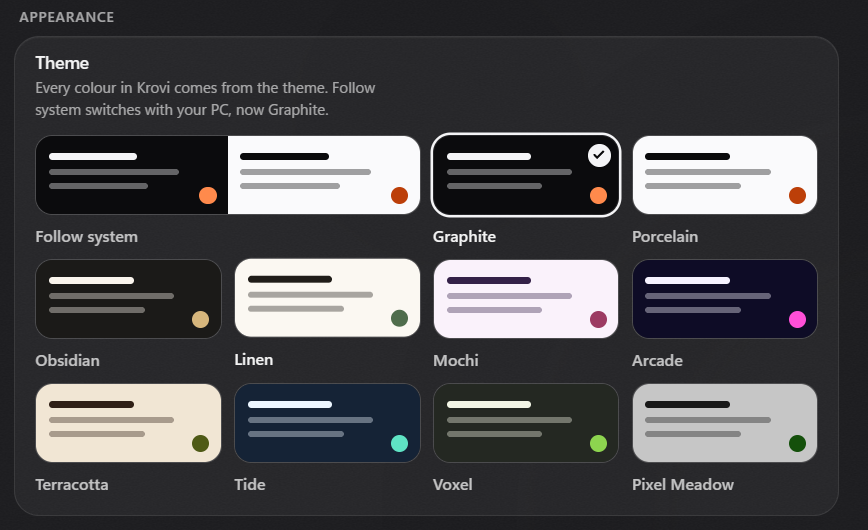 APPEARANCE
Theme
Every colour in Krovi comes from the theme. Follow
system switches with your PC, now Graphite.
Follow system
Graphite
Porcelain
Obsidian
Linen
Mochi
Arcade
Terracotta
Tide
Voxel
Pixel Meadow